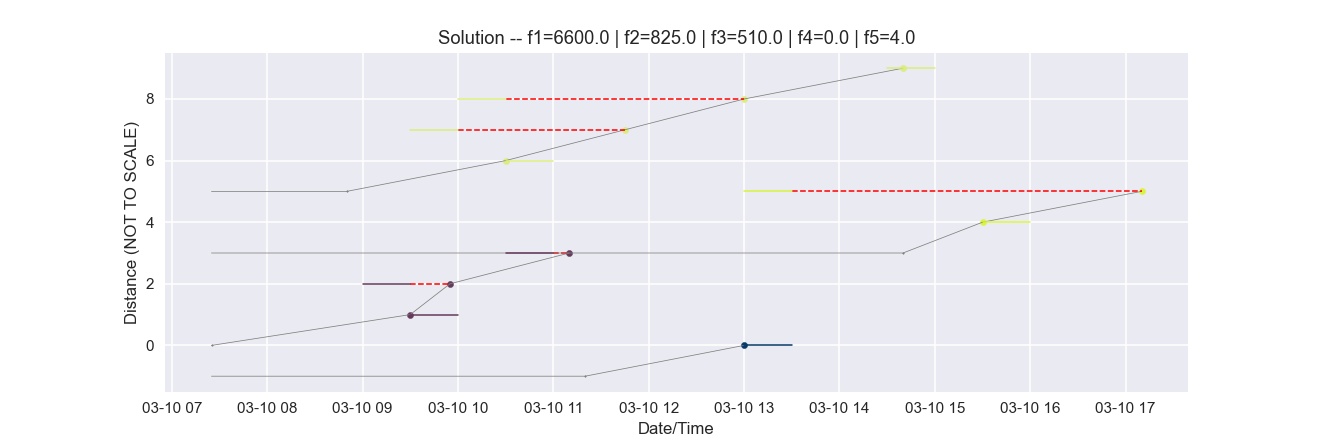 Solution -- f1=6600.0 | f2=825.0 | f3=510.0 | f4=0.0 | f5=4.0
Distance (NOT TO SCALE)
8
6
4
2
0
03-10 07 03-10 08 03-10 09 03-10 10 03-10 11 03-10 12 03-10 13 03-10 14 03-10 15 03-10 16 03-10 17
Date/Time